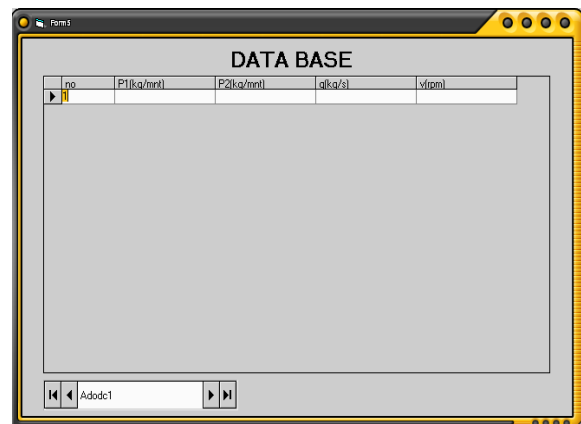 Form5
DATA BASE
no P1(kg/mnt) P2(kg/mnt) q(kg/s) v(rpm)
1
Adodc1